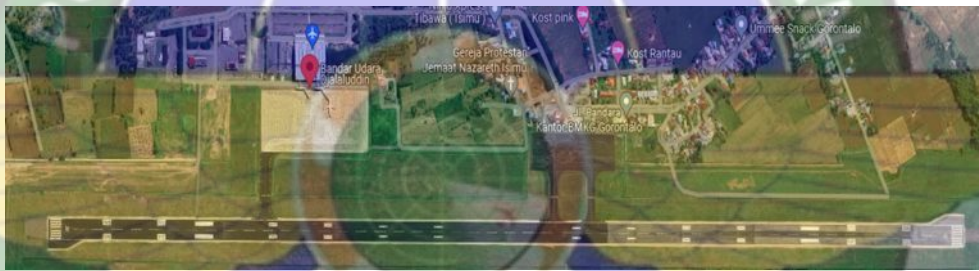 Tibawa (Isimu)
Kost pink
Ummee Snack Gorontalo
Gereja Protestan
Jemaat Nazareth Isimu
Kost Rantau
Bandar Udara
Djalaluddin
Jl. Bandara
Kantor BMKG Gorontalo